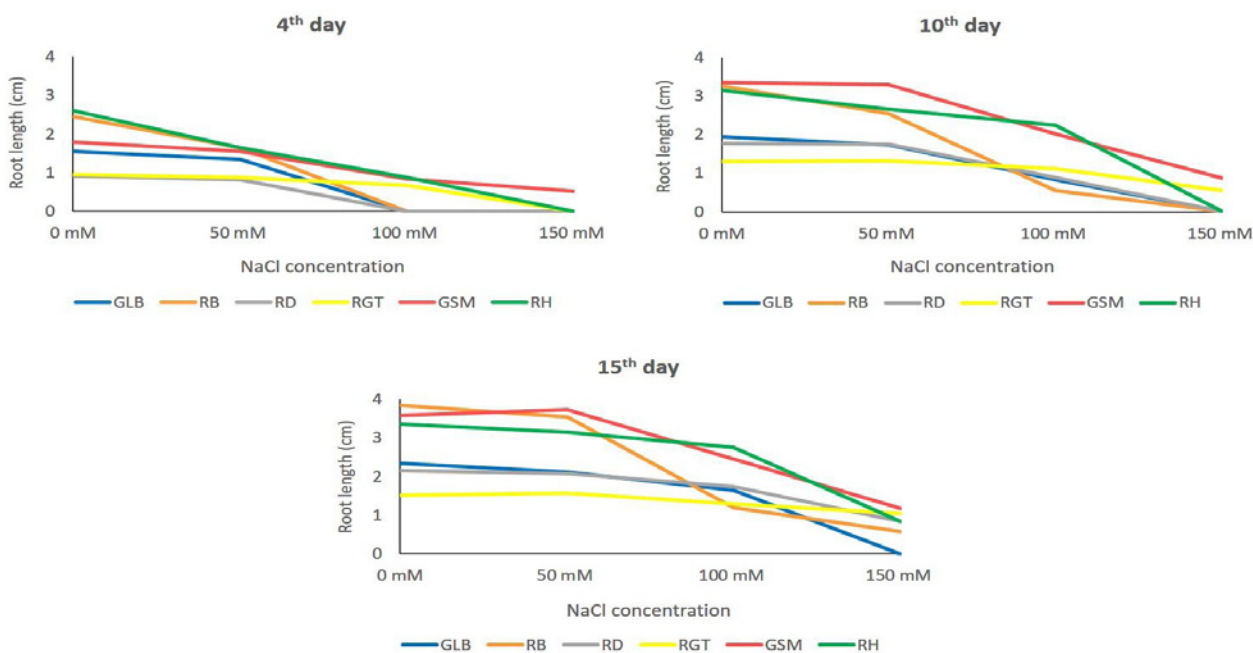 4th day
4
3
2
1
0
Root length (cm)
0 mM 50 mM 100 mM 150 mM
NaCl concentration
GLB RB RD RGT GSM RH
10th day
4
3
2
1
0
Root length (cm)
0 mM 50 mM 100 mM 150 mM
NaCl concentration
GLB RB RD RGT GSM RH
15th day
4
3
2
1
0
Root length (cm)
0 mM 50 mM 100 mM 150 mM
NaCl concentration
GLB RB RD RGT GSM RH